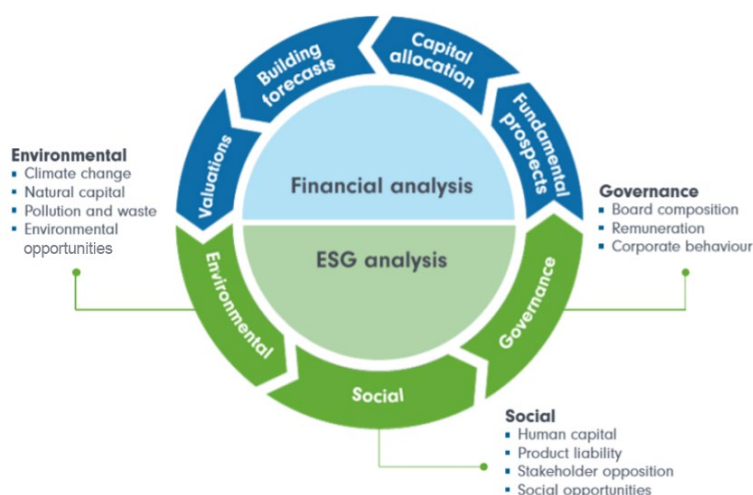 Building
forecasts
Capital
allocation
Fundamental
prospects
Valuations
Financial analysis
ESG analysis
Environmental
Climate change
Natural capital
Pollution and waste
Environmental
opportunities
Governance
Board composition
Remuneration
Corporate behaviour
Environmental
Governance
Social
Social
Human capital
Product liability
Stakeholder opposition
Social opportunities